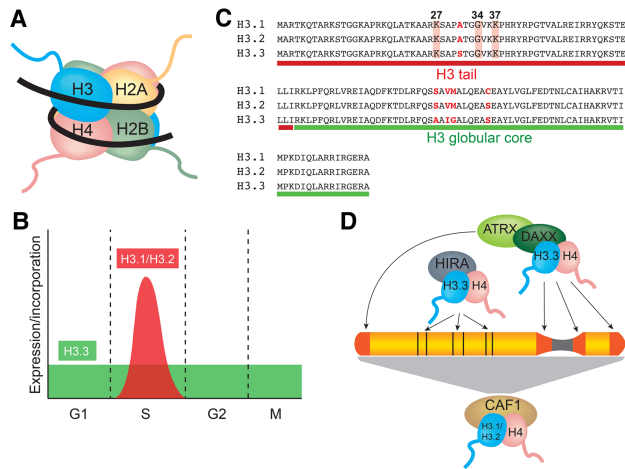 A
H3
H2A
H4
H2B
C
27 34 37
H3.1 MARTKQTARKSTGGKAPRKQLATKAARKSAPATGGVKKPHRYRPGTVALREIRRYQKSTE
H3.2 MARTKQTARKSTGGKAPRKQLATKAARKSAPATGGVKKPHRYRPGTVALREIRRYQKSTE
H3.3 MARTKQTARKSTGGKAPRKQLATKAARKSAPSTGGVKKPHRYRPGTVALREIRRYQKSTE
H3 tail
H3.1 LLIRKLPFQRLVREIAQDFKTDLRFQSSAVMALQEACEAYLVGLFEDTNLCAIHAKRVTI
H3.2 LLIRKLPFQRLVREIAQDFKTDLRFQSSAVMALQEASEAYLVGLFEDTNLCAIHAKRVTI
H3.3 LLIRKLPFQRLVREIAQDFKTDLRFQSAAIGALQEASEAYLVGLFEDTNLCAIHAKRVTI
H3 globular core
H3.1 MPKDIQLARRIRGERA
H3.2 MPKDIQLARRIRGERA
H3.3 MPKDIQLARRIRGERA
B
Expression/incorporation
H3.1/H3.2
H3.3
G1 S G2 M
D
ATRX
DAXX
H3.3 H4
HIRA
H3.3 H4
CAF1
H3.1/
H3.2
H4